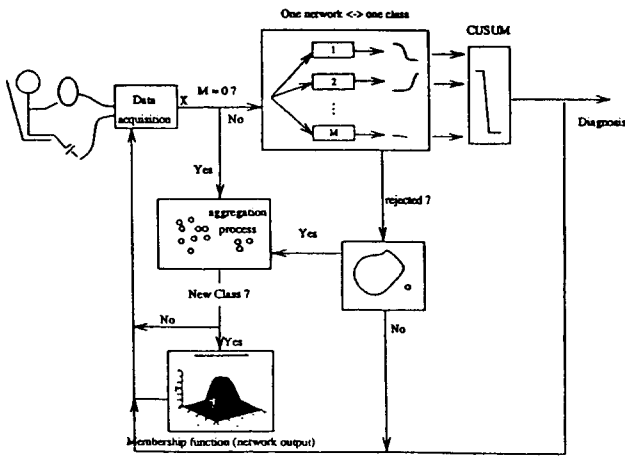 One network <-> one class
CUSUM
1
2
M
Data
acquisition
X
M = 0 ?
No
Diagnosis
Yes
rejected ?
aggregation
process
Yes
New Class ?
No
Yes
No
Membership function (network output)